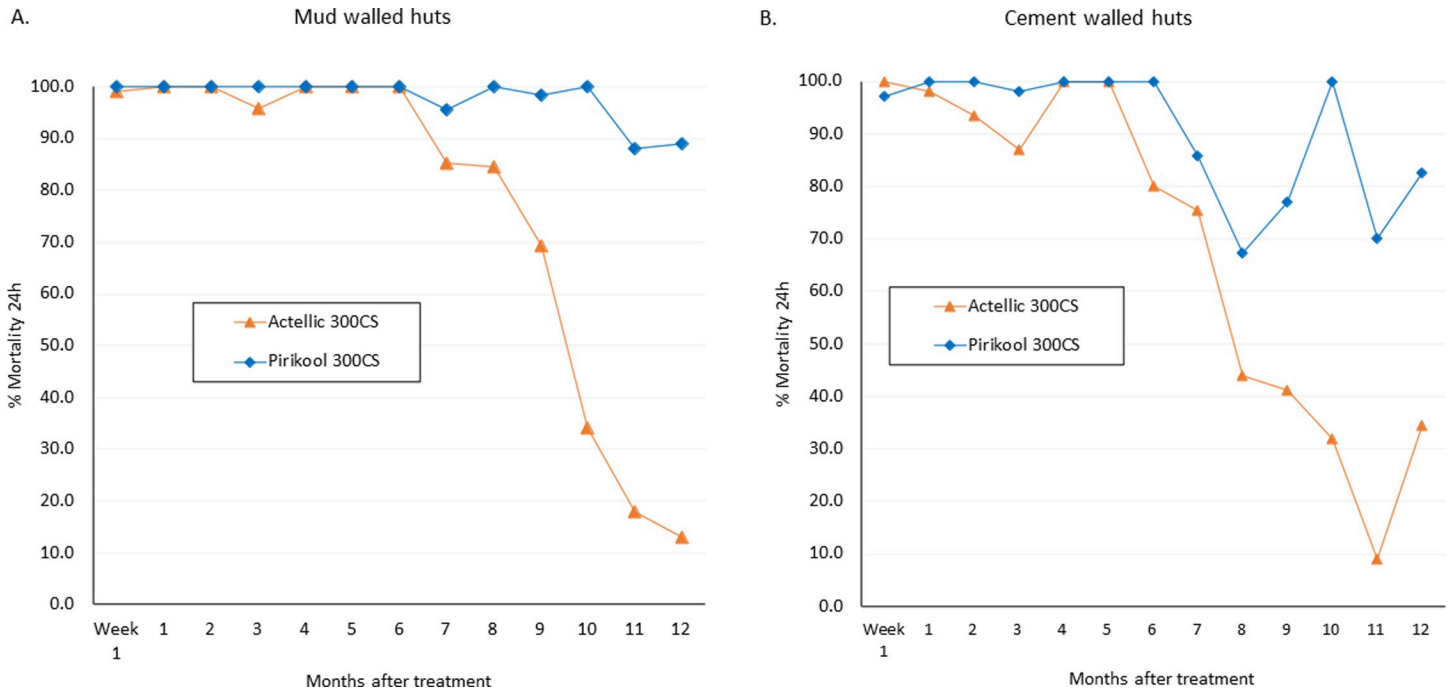 A.
Mud walled huts
100.0
90.0
80.0
70.0
60.0
50.0
40.0
30.0
20.0
10.0
0.0
% Mortality 24h
Actellic 300CS
Pirikool 300CS
Week 1 2 3 4 5 6 7 8 9 10 11 12
1
Months after treatment
B.
Cement walled huts
100.0
90.0
80.0
70.0
60.0
50.0
40.0
30.0
20.0
10.0
0.0
% Mortality 24h
Actellic 300CS
Pirikool 300CS
Week 1 2 3 4 5 6 7 8 9 10 11 12
1
Months after treatment